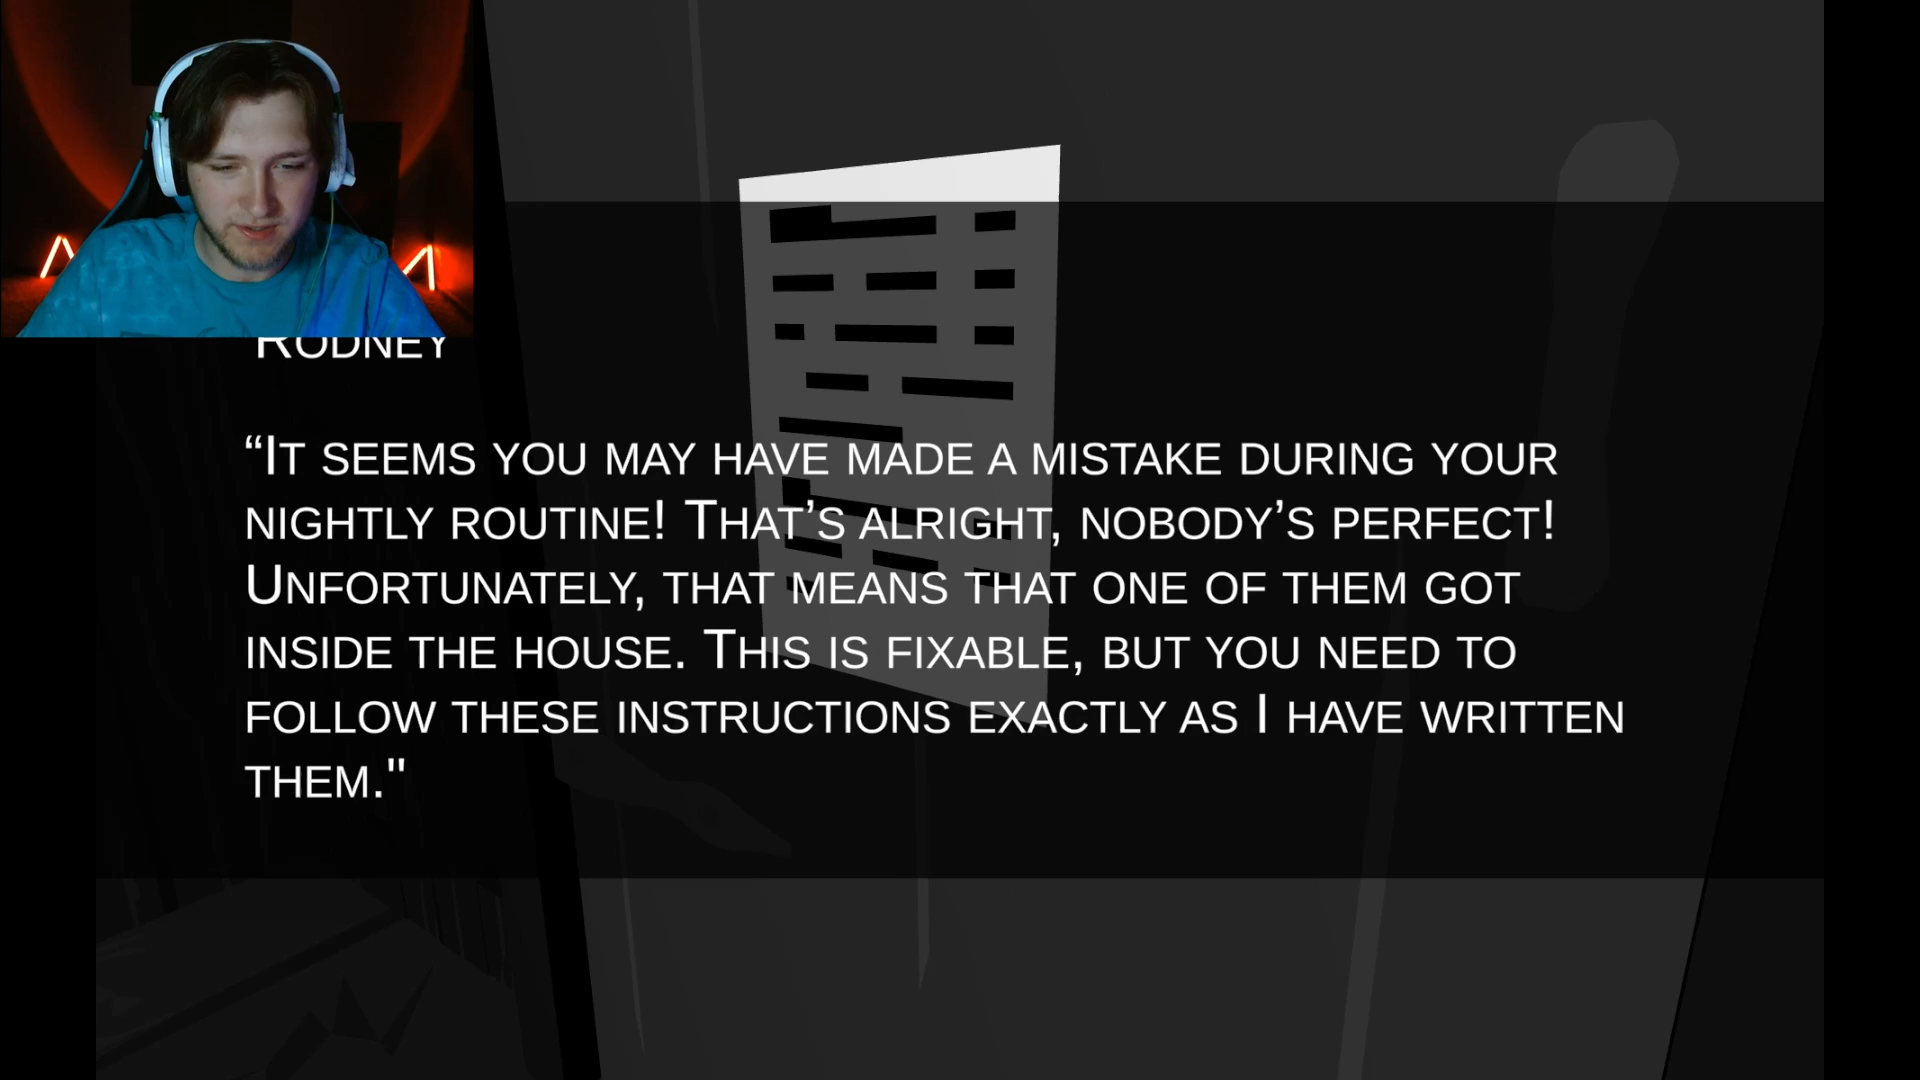 RODNEY
“IT SEEMS YOU MAY HAVE MADE A MISTAKE DURING YOUR
NIGHTLY ROUTINE! THAT’S ALRIGHT, NOBODY’S PERFECT!
UNFORTUNATELY, THAT MEANS THAT ONE OF THEM GOT
INSIDE THE HOUSE. THIS IS FIXABLE, BUT YOU NEED TO
FOLLOW THESE INSTRUCTIONS EXACTLY AS I HAVE WRITTEN
THEM."